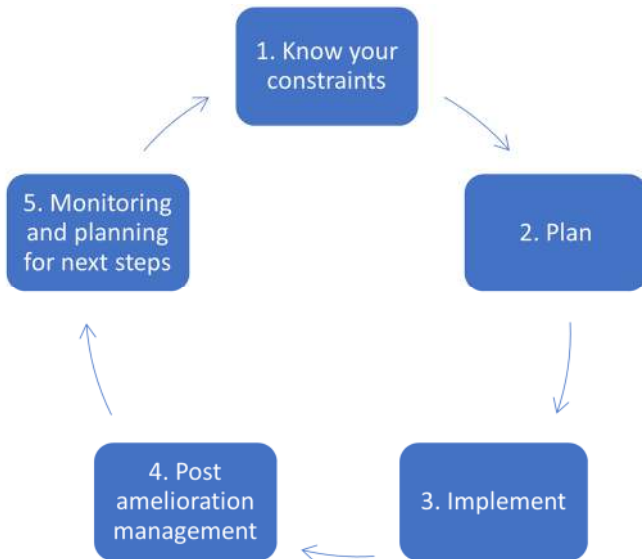 1. Know your
constraints
2. Plan
3. Implement
4. Post
amelioration
management
5. Monitoring
and planning
for next steps